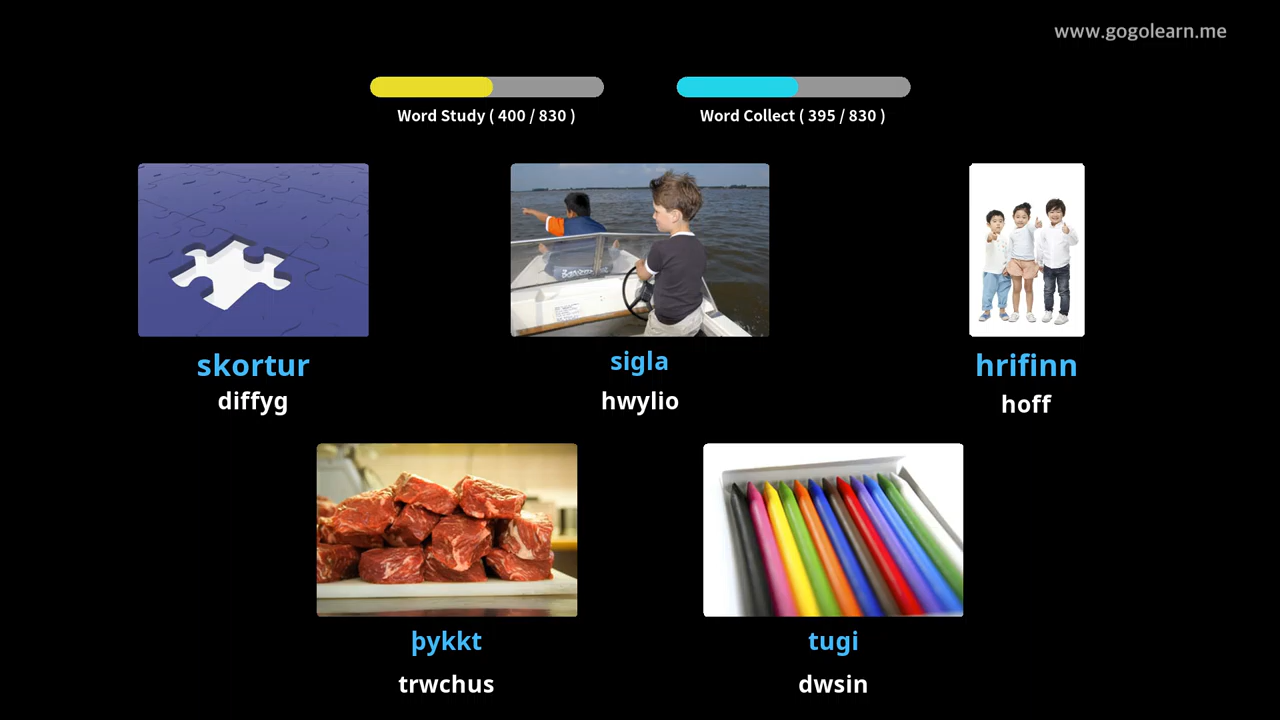 www.gogolearn.me
Word Study ( 400 / 830 )
Word Collect ( 395 / 830 )
skortur
diffyg
sigla
hwylio
hrifinn
hoff
þykkt
trwchus
tugi
dwsin